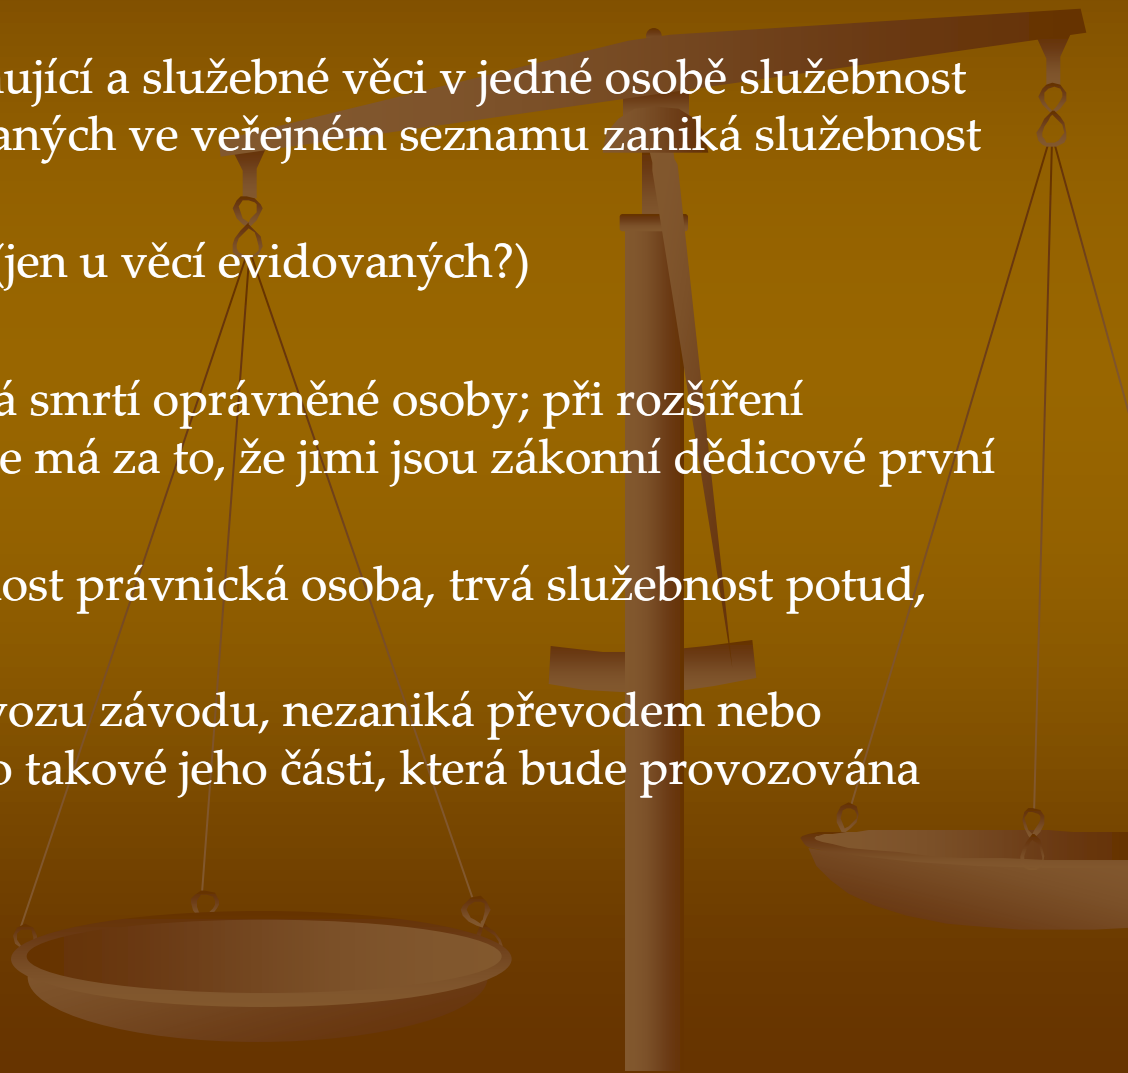 ující a služebné věci v jedné osobě služebnost
aných ve veřejném seznamu zaniká služebnost
(jen u věcí evidovaných?)
á smrtí oprávněné osoby; při rozšíření
e má za to, že jimi jsou zákonní dědicové první
ost právnická osoba, trvá služebnost potud,
vozu závodu, nezaniká převodem nebo
o takové jeho části, která bude provozována